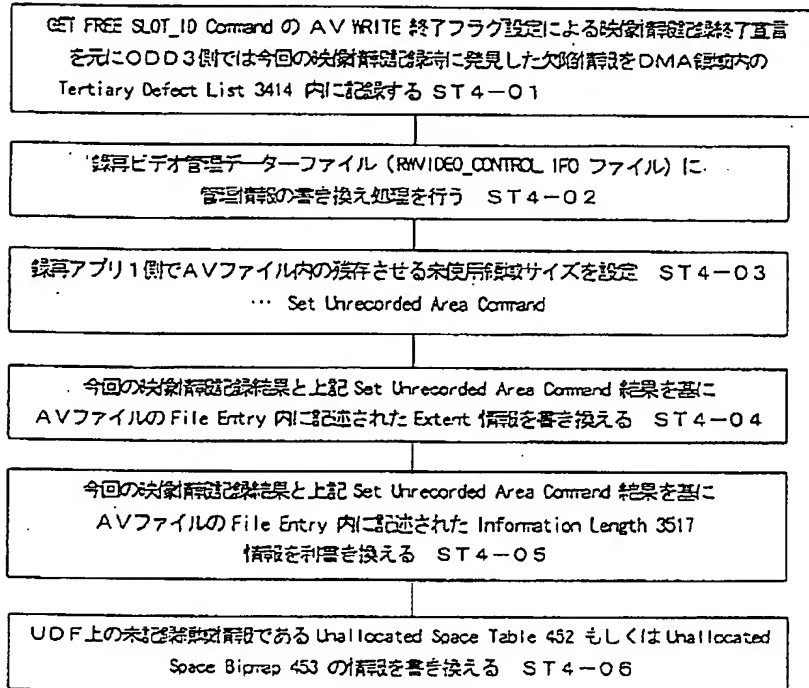 GET FREE SLOT_ID Command の AV WRITE 終了フラグ設定による映像情報記録終了宣言
を元にODD3側では今回の映像情報記録時に発見した欠陥情報をDMA領域内の
Tertiary Defect List 3414 内に記録する ST4-01
録再ビデオ管理データーファイル (RWVIDEO_CONTROL IFO ファイル) に
管理情報の書き換え処理を行う ST4-02
録再アプリ1側でAVファイル内の残存させる未使用領域サイズを設定 ST4-03
… Set Unrecorded Area Command
今回の映像情報記録結果と上記 Set Unrecorded Area Command 結果を基に
AVファイルの File Entry 内に記述された Extent 情報を書き換える ST4-04
今回の映像情報記録結果と上記 Set Unrecorded Area Command 結果を基に
AVファイルの File Entry 内に記述された Information Length 3517
情報を利書き換える ST4-05
UDF上の未記録領域情報である Unallocated Space Table 452 もしくは Unallocated
Space Bitmap 453 の情報を書き換える ST4-06